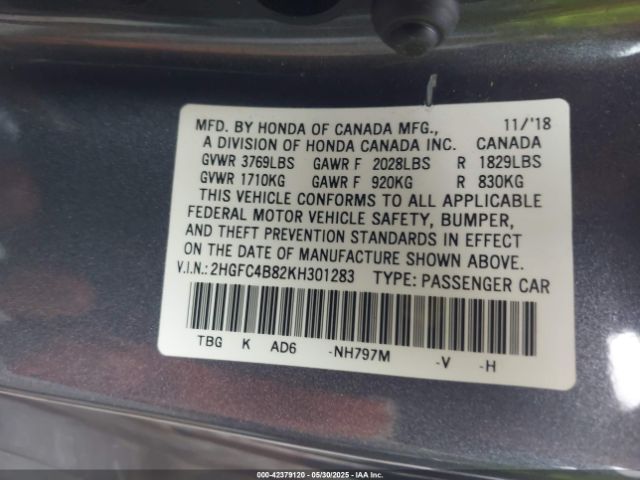 MFD. BY HONDA OF CANADA MFG., 11/'18
A DIVISION OF HONDA CANADA INC. CANADA
GVWR 3769LBS GAWR F 2028LBS R 1829LBS
GVWR 1710KG GAWR F 920KG R 830KG
THIS VEHICLE CONFORMS TO ALL APPLICABLE
FEDERAL MOTOR VEHICLE SAFETY, BUMPER,
AND THEFT PREVENTION STANDARDS IN EFFECT
ON THE DATE OF MANUFACTURE SHOWN ABOVE.
V.I.N.:2HGFC4B82KH301283 TYPE: PASSENGER CAR
TBG K AD6 -NH797M -V -H
000-42379120 - 05/30/2025 - IAA Inc.